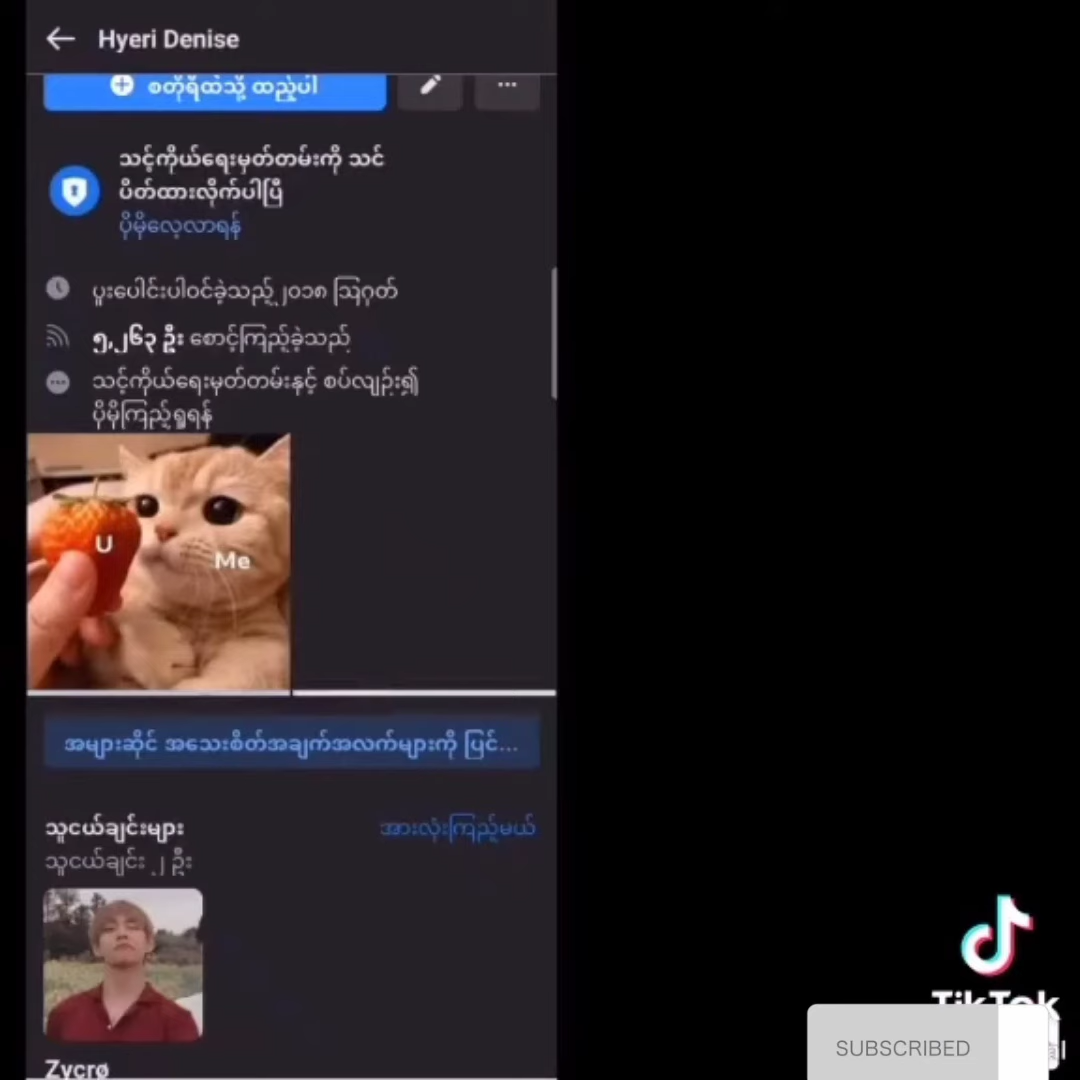 Hyeri Denise
စတိုရီထဲသို့ ထည့်ပါ
သင့်ကိုယ်ရေးမှတ်တမ်းကို သင်
ပိတ်ထားလိုက်ပါပြီ
ပိုမိုလေ့လာရန်
ပူးပေါင်းပါဝင်ခဲ့သည့် ၂၀၁၈ ဩဂုတ်
၅,၂၆၃ ဦး စောင့်ကြည့်ခဲ့သည်
သင့်ကိုယ်ရေးမှတ်တမ်းနှင့် စပ်လျဉ်း၍
ပိုမိုကြည့်ရှုရန်
U
Me
အများဆိုင် အသေးစိတ်အချက်အလက်များကို ပြင်...
သူငယ်ချင်းများ
အားလုံးကြည့်မယ်
သူငယ်ချင်း ၂ ဦး
Zycrø
TikTok
SUBSCRIBED